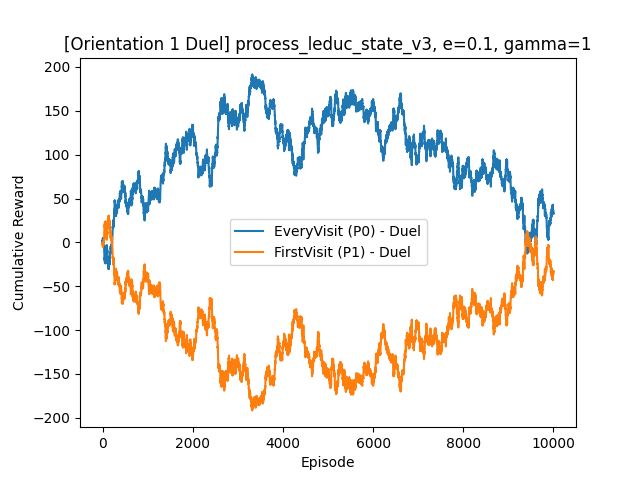 [Orientation 1 Duel] process_leduc_state_v3, e=0.1, gamma=1
200
150
100
50
0
−50
−100
−150
−200
Cumulative Reward
EveryVisit (P0) - Duel
FirstVisit (P1) - Duel
0 2000 4000 6000 8000 10000
Episode